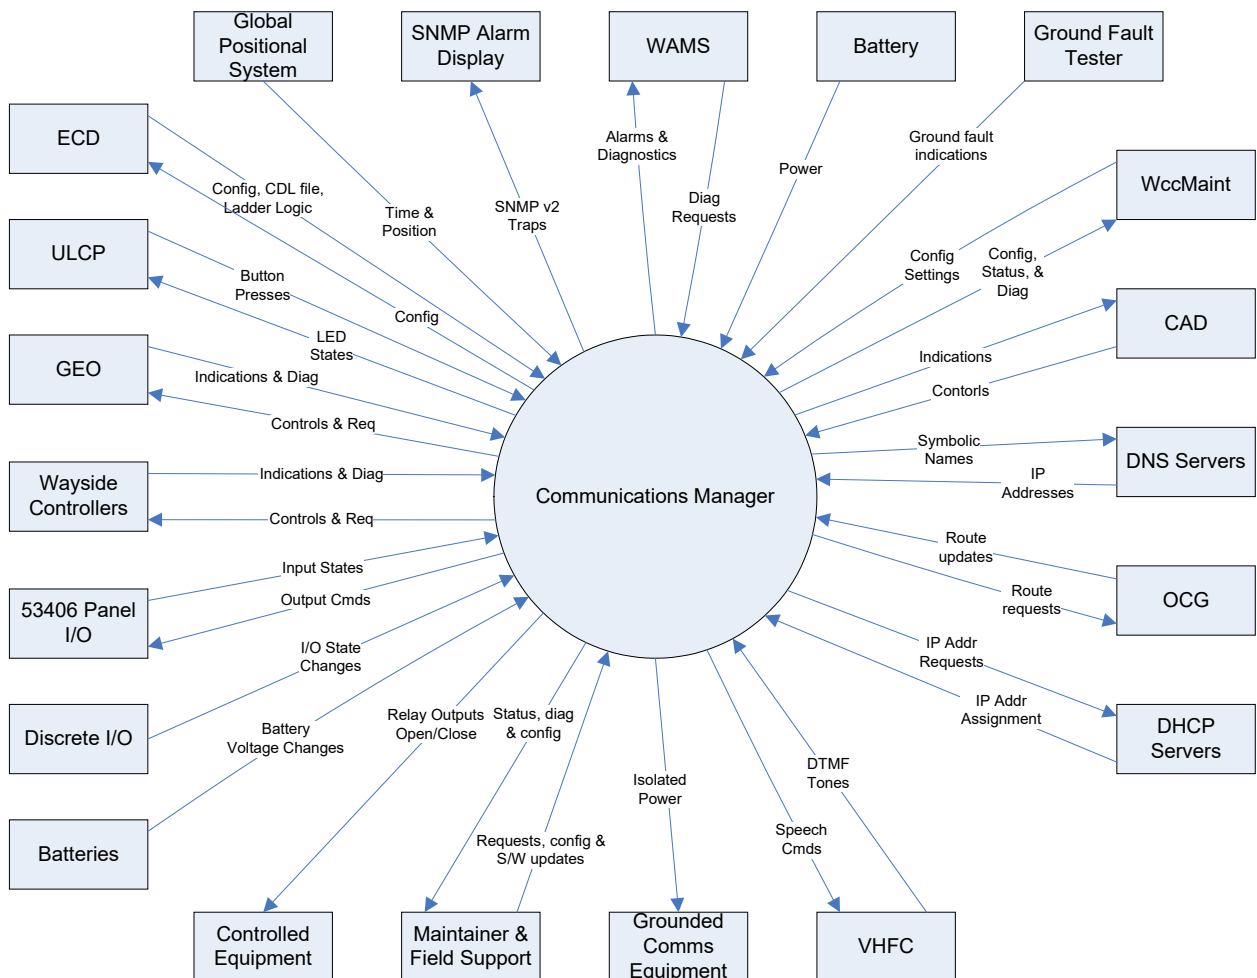 Global
Positional
System
SNMP Alarm
Display
WAMS
Battery
Ground Fault
Tester
ECD
ULCP
GEO
Wayside
Controllers
53406 Panel
I/O
Discrete I/O
Batteries
Controlled
Equipment
Maintainer &
Field Support
Grounded
Comms
Equipment
VHFC
WccMaint
CAD
DNS Servers
OCG
DHCP
Servers
Communications Manager
Config, CDL file,
Ladder Logic
Time &
Position
SNMP v2
Traps
Alarms &
Diagnostics
Diag
Requests
Power
Ground fault
indications
Config
Settings
Config,
Status, &
Diag
Button
Presses
Config
LED
States
Indications & Diag
Controls & Req
Indications
Contorls
Symbolic
Names
IP
Addresses
Indications & Diag
Controls & Req
Input States
Output Cmds
Route
updates
Route
requests
I/O State
Changes
Battery
Voltage Changes
Relay Outputs
Open/Close
Status, diag
& config
Requests, config &
S/W updates
Isolated
Power
Speech
Cmds
DTMF
Tones
IP Addr
Requests
IP Addr
Assignment